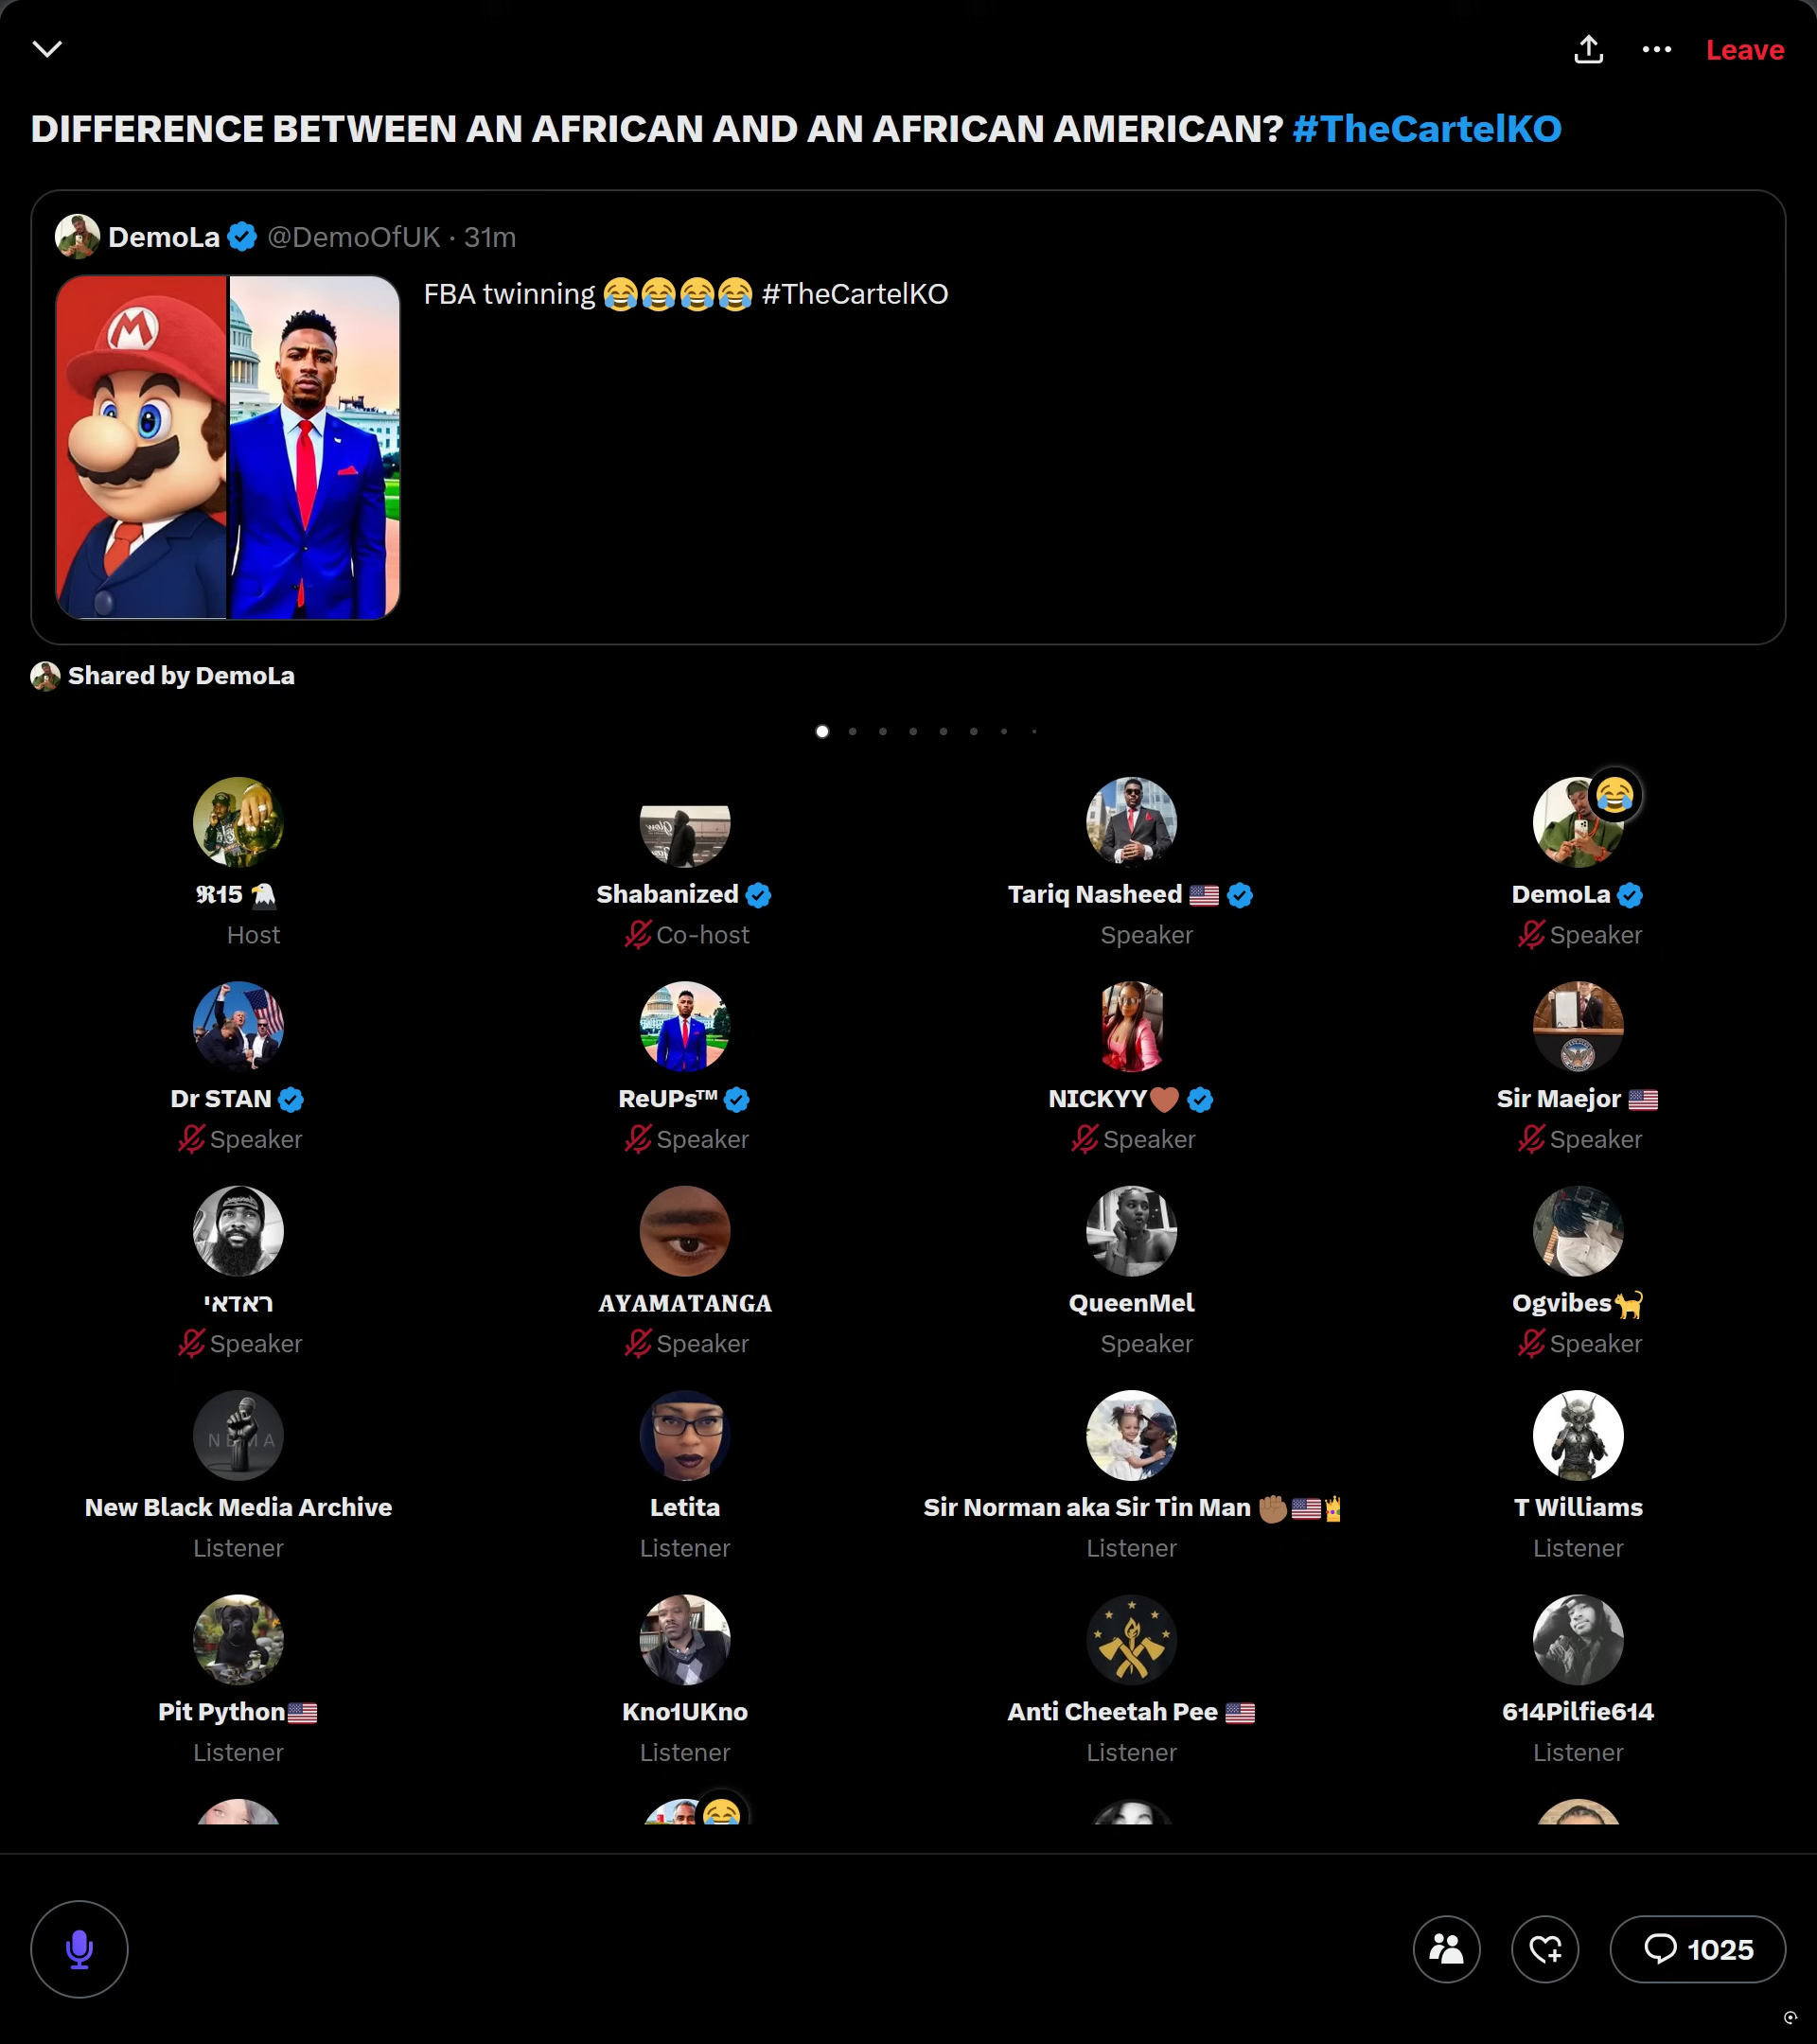 Leave
DIFFERENCE BETWEEN AN AFRICAN AND AN AFRICAN AMERICAN? #TheCartelKO
DemoLa @DemoOfUK · 31m
M
FBA twinning 😂😂😂😂 #TheCartelKO
Shared by DemoLa
😂
𝕽15 🦅 Shabanized Tariq Nasheed 🇺🇸 DemoLa
Host Co-host Speaker Speaker
Dr STAN ReUPs™ NICKYY🤎 Sir Maejor 🇺🇸
Speaker Speaker Speaker Speaker
ראדאי AYAMATANGA QueenMel Ogvibes🐈
Speaker Speaker Speaker Speaker
NBMA
New Black Media Archive Letita Sir Norman aka Sir Tin Man ✊🏾🇺🇸🤴 T Williams
Listener Listener Listener Listener
Pit Python🇺🇸 Kno1UKno Anti Cheetah Pee 🇺🇸 614Pilfie614
Listener Listener Listener Listener
😂
1025